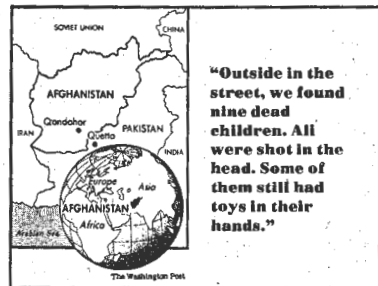 SOVIET UNION
CHINA
AFGHANISTAN
Qandahar
IRAN
Quetta
PAKISTAN
INDIA
Europe
Asia
AFGHANISTAN
Africa
Arabian Sea
The Washington Post
“Outside in the
street, we found
nine dead
children. All
were shot in the
head. Some of
them still had
toys in their
hands.”